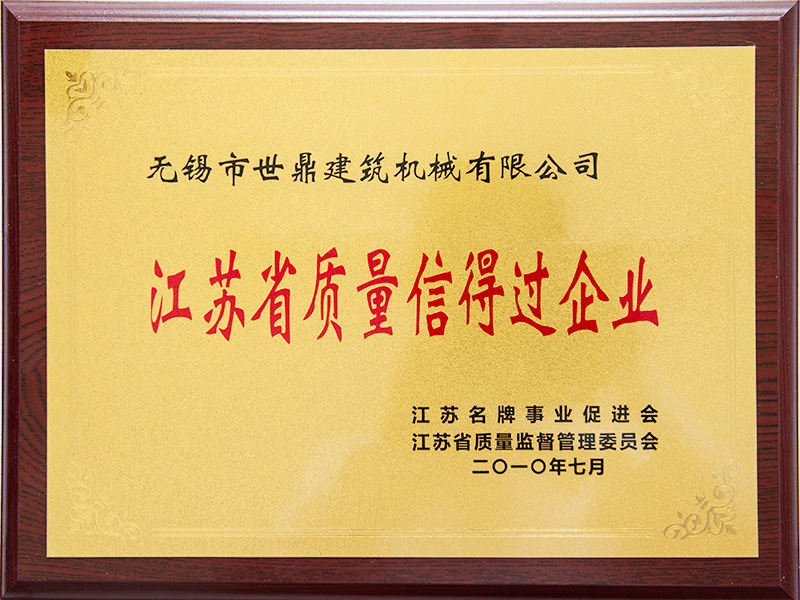 无锡市世鼎建筑机械有限公司
江苏省质量信得过企业
江苏名牌事业促进会
江苏省质量监督管理委员会
二〇一〇年七月